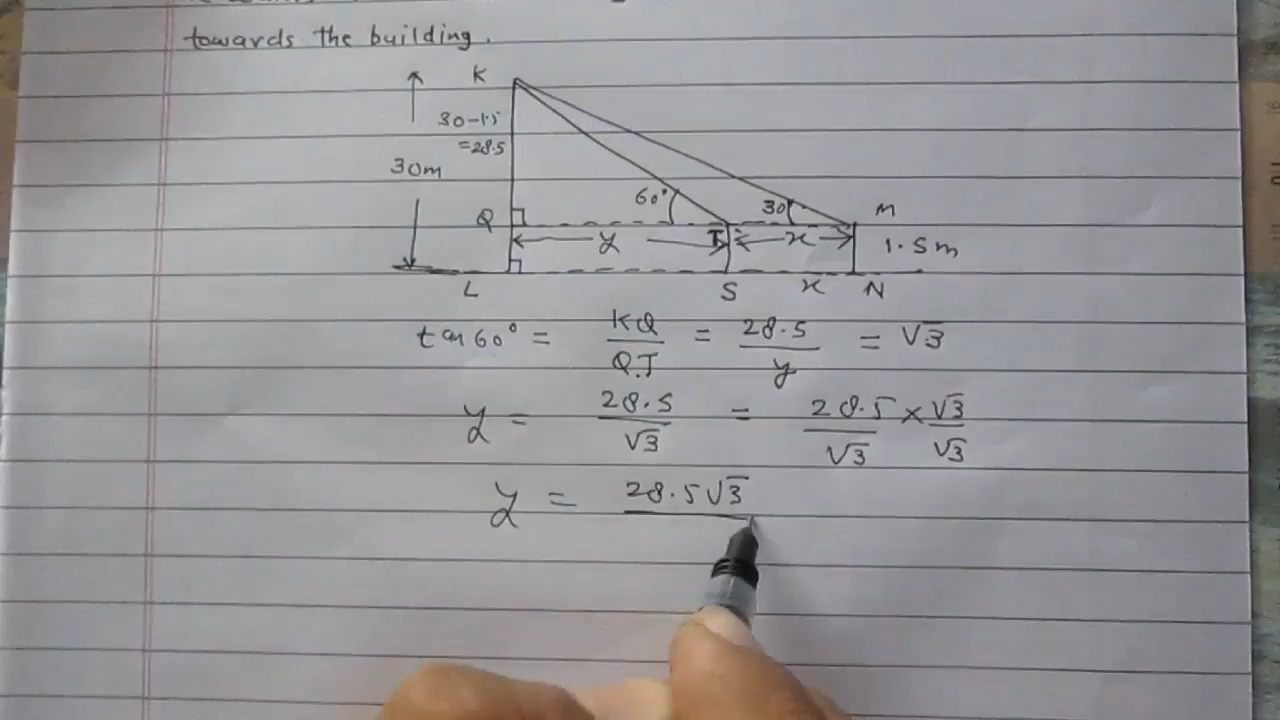 towards the building.
K
30-1.5
=28.5
30m
60°
30
M
Q
y
T
x
1.5m
L
S
x
N
tan 60° = KQ/QT = 28.5/y = √3
y = 28.5/√3 = 28.5/√3 × √3/√3
y = 28.5√3